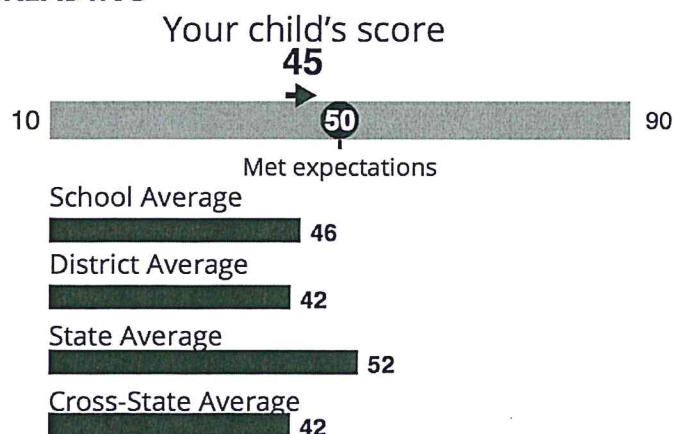 Your child's score
45
10 50 90
Met expectations
School Average
46
District Average
42
State Average
52
Cross-State Average
42